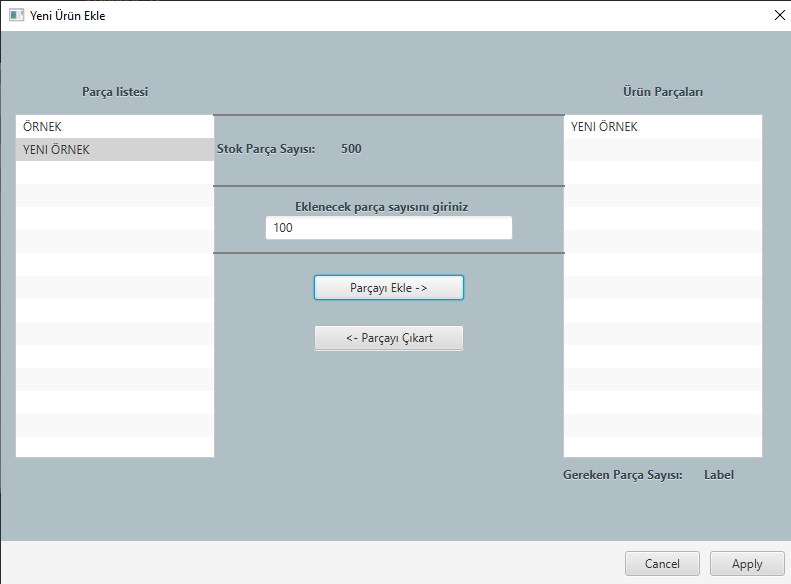 Yeni Ürün Ekle
Parça listesi
Ürün Parçaları
ÖRNEK
YENİ ÖRNEK
Stok Parça Sayısı: 500
Eklenecek parça sayısını giriniz
100
Parçayı Ekle ->
<- Parçayı Çıkart
YENİ ÖRNEK
Gereken Parça Sayısı: Label
Cancel
Apply